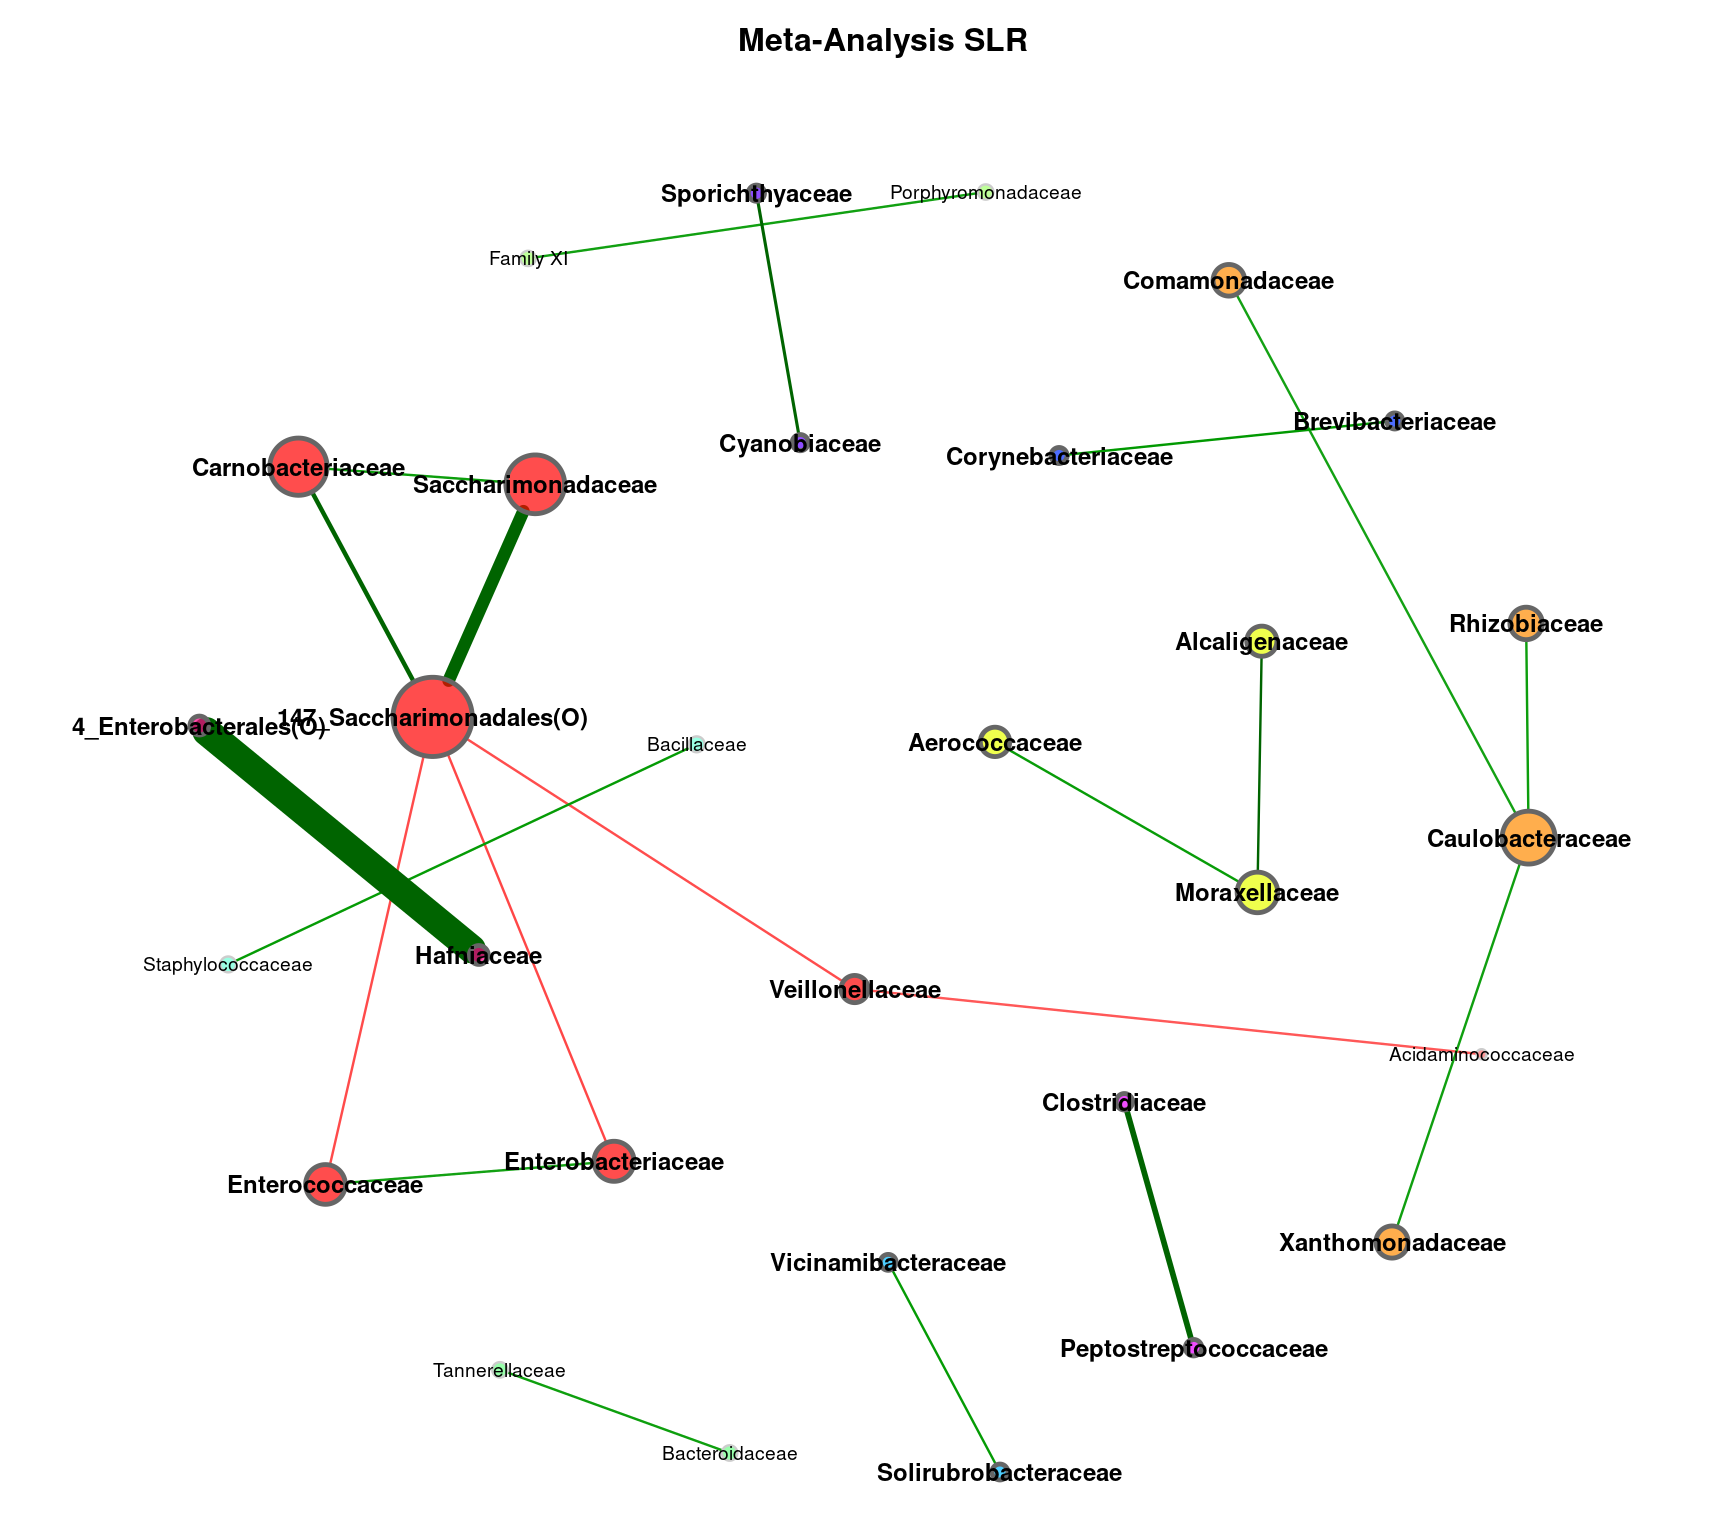 Meta-Analysis SLR
Sporichthyaceae
Porphyromonadaceae
Family XI
Comamonadaceae
Brevibacteriaceae
Cyanobiaceae
Corynebacteriaceae
Carnobacteriaceae
Saccharimonadaceae
Rhizobiaceae
Alcaligenaceae
147_Saccharimonadales(O)
4_Enterobacterales(O)_
Bacillaceae
Aerococcaceae
Caulobacteraceae
Moraxellaceae
Hafniaceae
Staphylococcaceae
Veillonellaceae
Acidaminococcaceae
Clostridiaceae
Enterobacteriaceae
Enterococcaceae
Xanthomonadaceae
Vicinamibacteraceae
Peptostreptococcaceae
Tannerellaceae
Bacteroidaceae
Solirubrobacteraceae